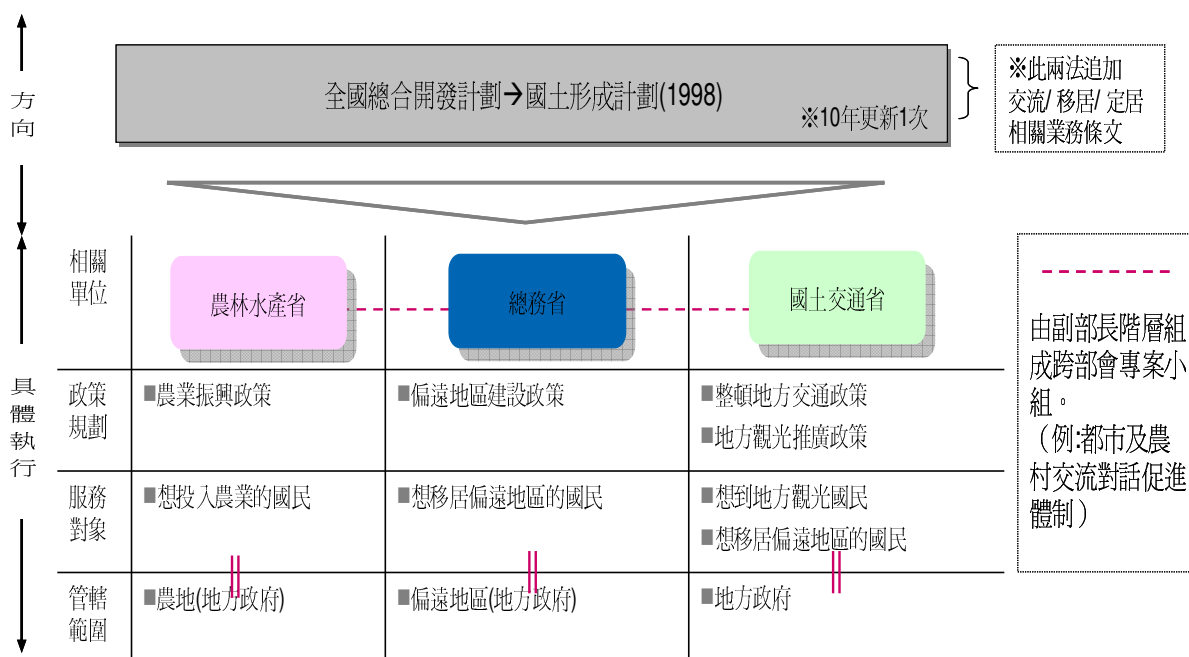 方向
全國總合開發計劃→國土形成計劃(1998)
※10年更新1次
※此兩法追加
交流/ 移居/ 定居
相關業務條文
具體執行
相關
單位
農林水產省
總務省
國土交通省
政策
規劃
■農業振興政策
■偏遠地區建設政策
■整頓地方交通政策
■地方觀光推廣政策
服務
對象
■想投入農業的國民
■想移居偏遠地區的國民
■想到地方觀光國民
■想移居偏遠地區的國民
管轄
範圍
■農地(地方政府)
■偏遠地區(地方政府)
■地方政府
由副部長階層組
成跨部會專案小
組。
（例:都市及農
村交流對話促進
體制）